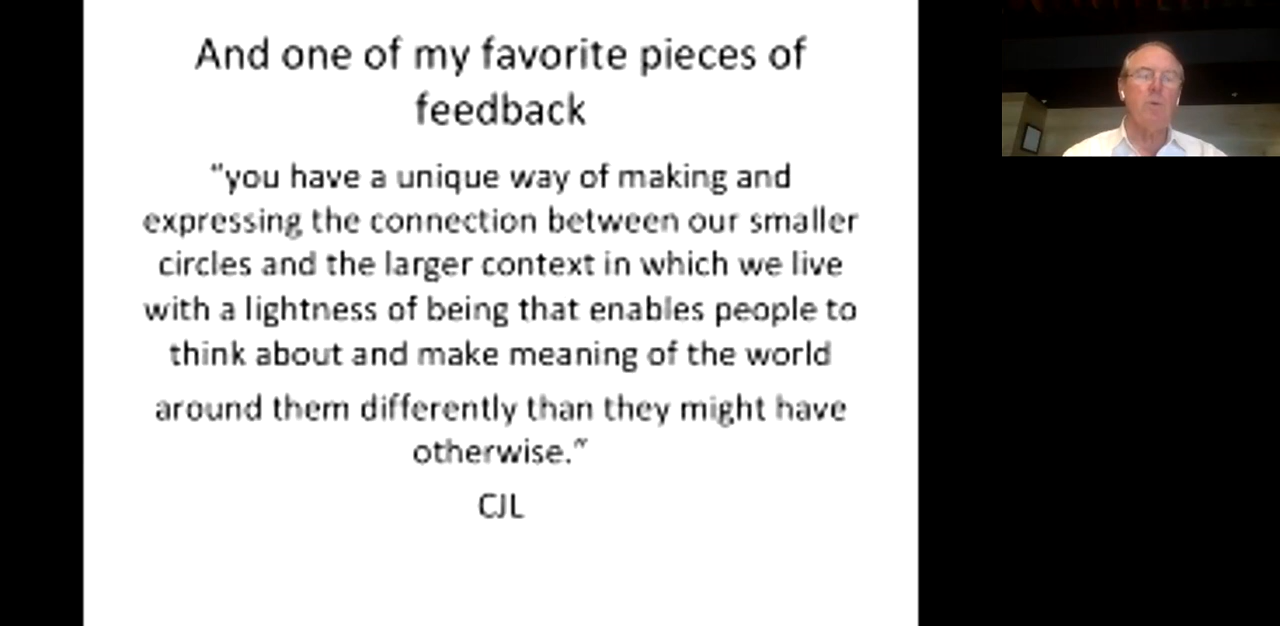 And one of my favorite pieces of
feedback
"you have a unique way of making and
expressing the connection between our smaller
circles and the larger context in which we live
with a lightness of being that enables people to
think about and make meaning of the world
around them differently than they might have
otherwise."
CJL